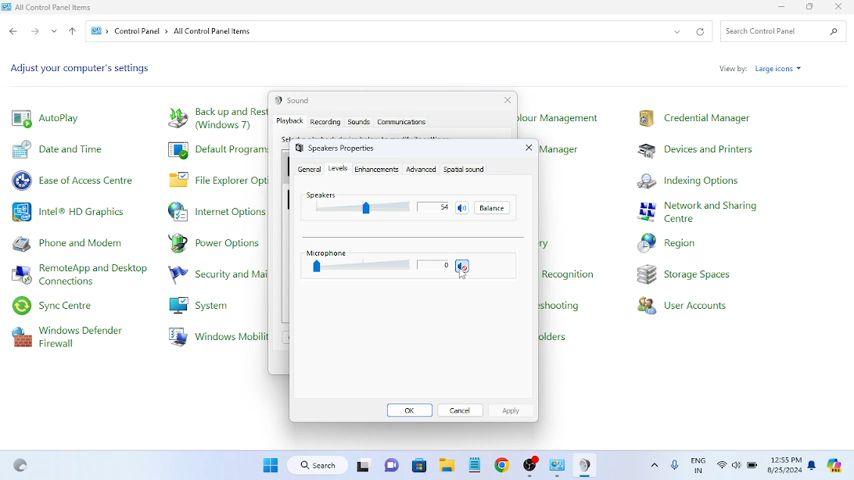 All Control Panel Items
Control Panel > All Control Panel Items
Search Control Panel
Adjust your computer's settings
View by: Large icons
AutoPlay
Back up and Rest
(Windows 7)
olour Management
Credential Manager
Date and Time
Default Program
Manager
Devices and Printers
Ease of Access Centre
File Explorer Opti
Indexing Options
Intel® HD Graphics
Internet Options
Network and Sharing
Centre
Phone and Modem
Power Options
ery
Region
RemoteApp and Desktop
Connections
Security and Mai
Recognition
Storage Spaces
Sync Centre
System
shooting
User Accounts
Windows Defender
Firewall
Windows Mobilit
olders
Sound
Playback Recording Sounds Communications
Speakers Properties
General Levels Enhancements Advanced Spatial sound
Speakers
54 Balance
Microphone
0
OK Cancel Apply
Search
ENG
IN
12:55 PM
8/25/2024